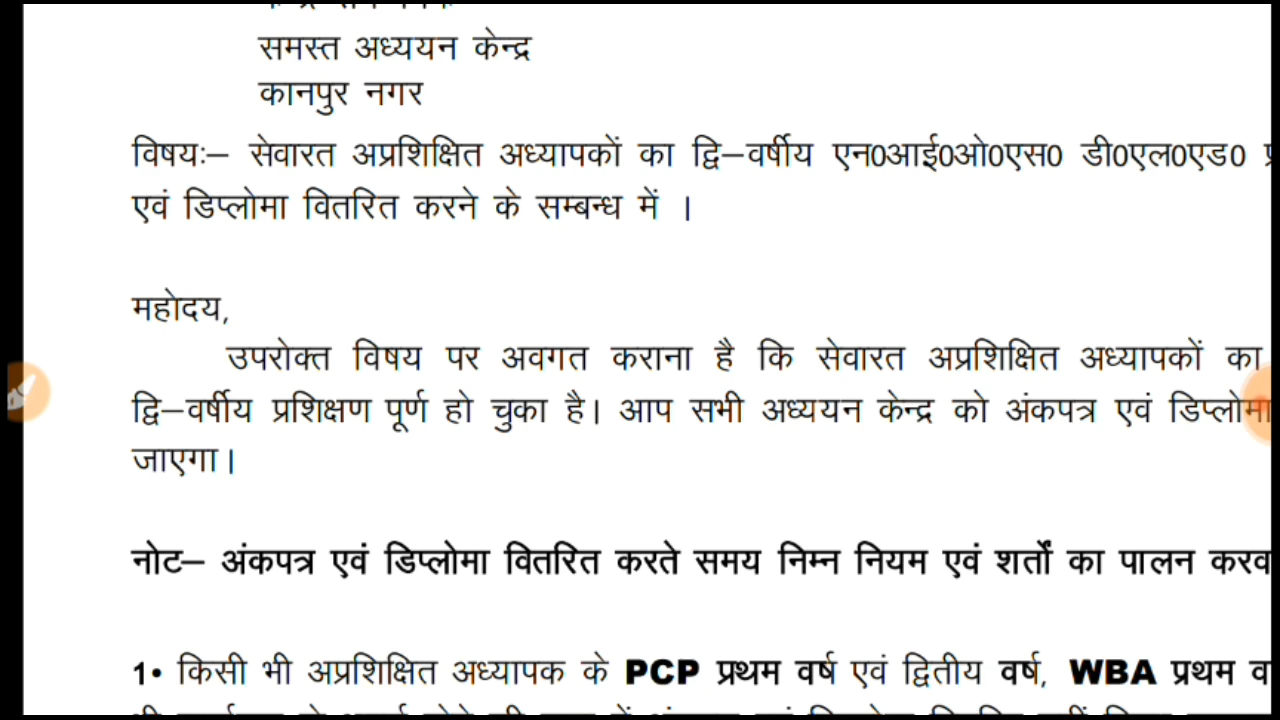 समस्त अध्ययन केन्द्र
कानपुर नगर
विषयः– सेवारत अप्रशिक्षित अध्यापकों का द्वि–वर्षीय एन0आई0ओ0एस0 डी0एल0एड0
एवं डिप्लोमा वितरित करने के सम्बन्ध में ।
महोदय,
उपरोक्त विषय पर अवगत कराना है कि सेवारत अप्रशिक्षित अध्यापकों का
द्वि–वर्षीय प्रशिक्षण पूर्ण हो चुका है। आप सभी अध्ययन केन्द्र को अंकपत्र एवं डिप्लोमा
जाएगा।
नोट– अंकपत्र एवं डिप्लोमा वितरित करते समय निम्न नियम एवं शर्तों का पालन करव
1• किसी भी अप्रशिक्षित अध्यापक के PCP प्रथम वर्ष एवं द्वितीय वर्ष, WBA प्रथम व